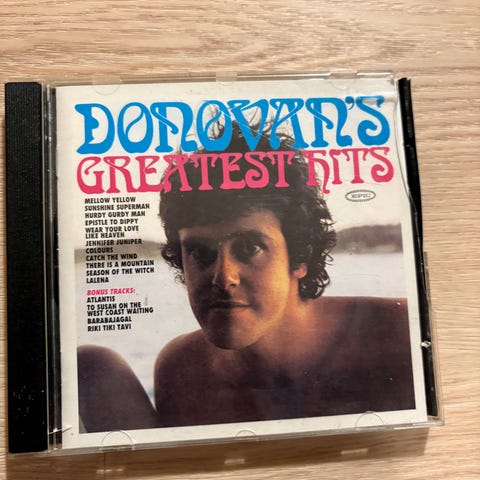 DONOVAN'S
GREATEST HITS
EPIC
MELLOW YELLOW
SUNSHINE SUPERMAN
HURDY GURDY MAN
EPISTLE TO DIPPY
WEAR YOUR LOVE
LIKE HEAVEN
JENNIFER JUNIPER
COLOURS
CATCH THE WIND
THERE IS A MOUNTAIN
SEASON OF THE WITCH
LALENA
BONUS TRACKS:
ATLANTIS
TO SUSAN ON THE
WEST COAST WAITING
BARABAJAGAL
RIKI TIKI TAVI